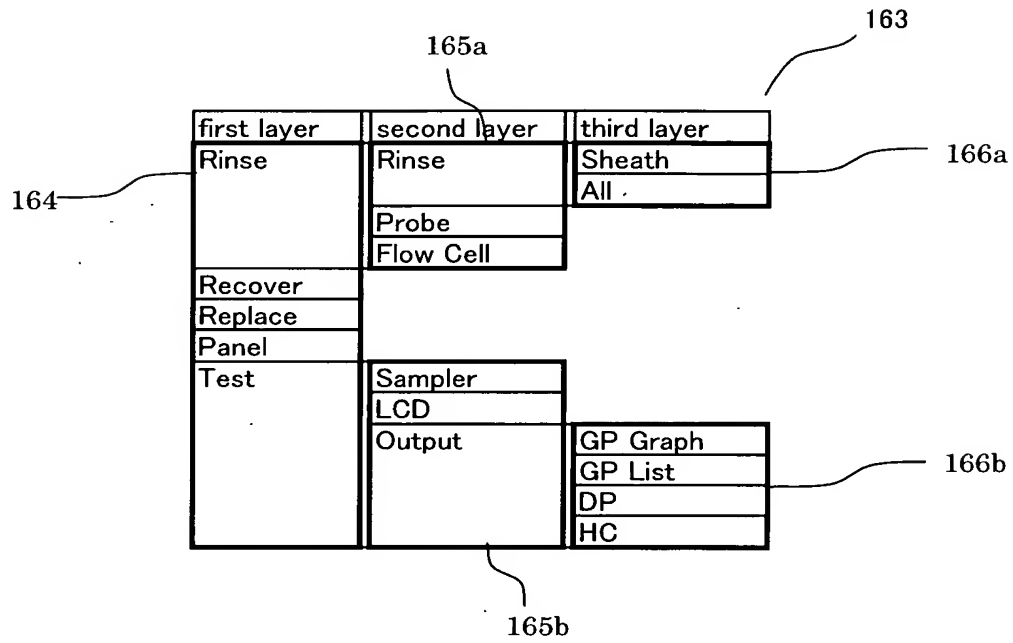 163
165a
first layer second layer third layer
Rinse Rinse Sheath
166a
164
All
Probe
Flow Cell
Recover
Replace
Panel
Test Sampler
LCD
Output GP Graph
GP List
166b
DP
HC
165b